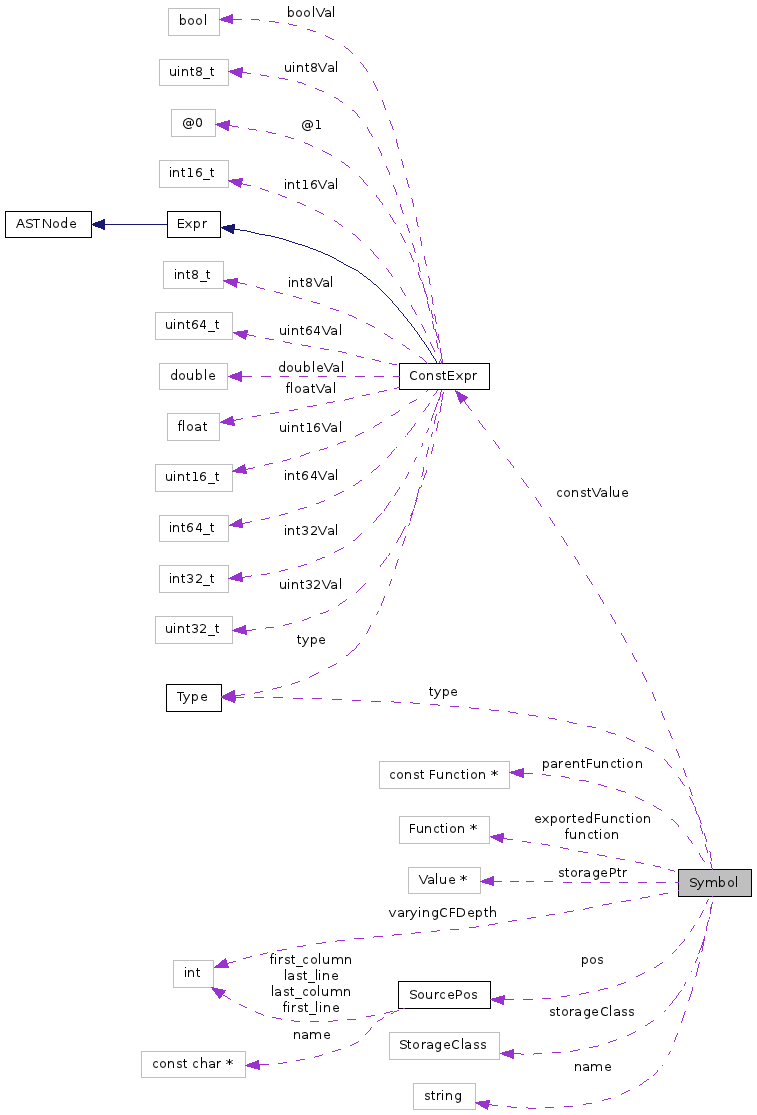 boolVal
bool
uint8Val
uint8_t
@0
@1
int16_t
int16Val
ASTNode
Expr
int8_t
int8Val
uint64_t
uint64Val
double
doubleVal
ConstExpr
floatVal
float
uint16Val
uint16_t
int64Val
constValue
int64_t
int32Val
int32_t
uint32Val
uint32_t
type
Type
type
parentFunction
const Function *
exportedFunction
function
Function *
storagePtr
Value *
Symbol
varyingCFDepth
int
first_column
last_line
last_column
first_line
pos
SourcePos
storageClass
name
StorageClass
const char *
name
string